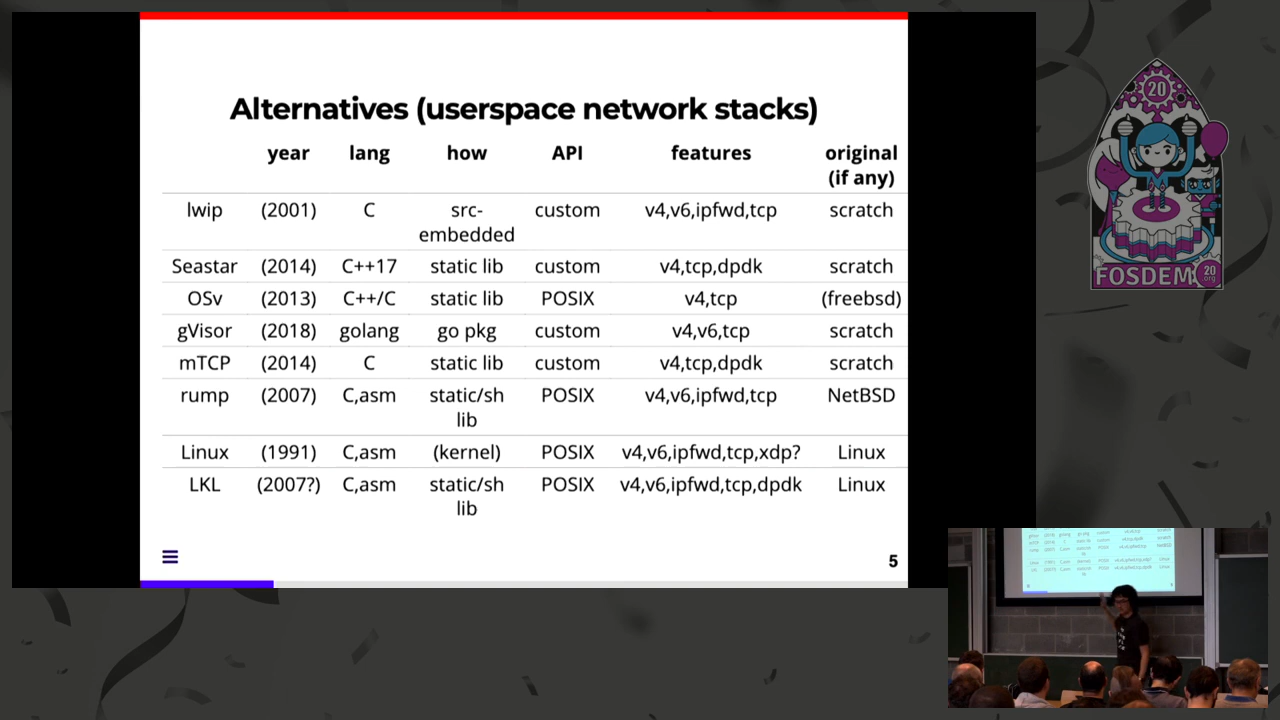 Alternatives (userspace network stacks)
year lang how API features original (if any)
lwip (2001) C src-embedded custom v4,v6,ipfwd,tcp scratch
Seastar (2014) C++17 static lib custom v4,tcp,dpdk scratch
OSv (2013) C++/C static lib POSIX v4,tcp (freebsd)
gVisor (2018) golang go pkg custom v4,v6,tcp scratch
mTCP (2014) C static lib custom v4,tcp,dpdk scratch
rump (2007) C,asm static/sh lib POSIX v4,v6,ipfwd,tcp NetBSD
Linux (1991) C,asm (kernel) POSIX v4,v6,ipfwd,tcp,xdp? Linux
LKL (2007?) C,asm static/sh lib POSIX v4,v6,ipfwd,tcp,dpdk Linux
5
20
FOSDEM
20
.org